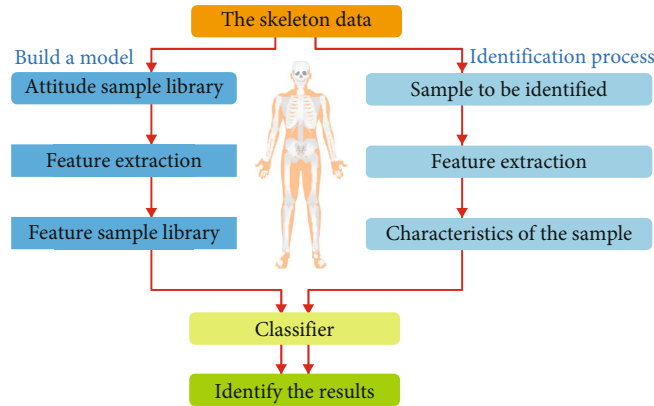 The skeleton data
Build a model
Identification process
Attitude sample library
Sample to be identified
Feature extraction
Feature extraction
Feature sample library
Characteristics of the sample
Classifier
Identify the results